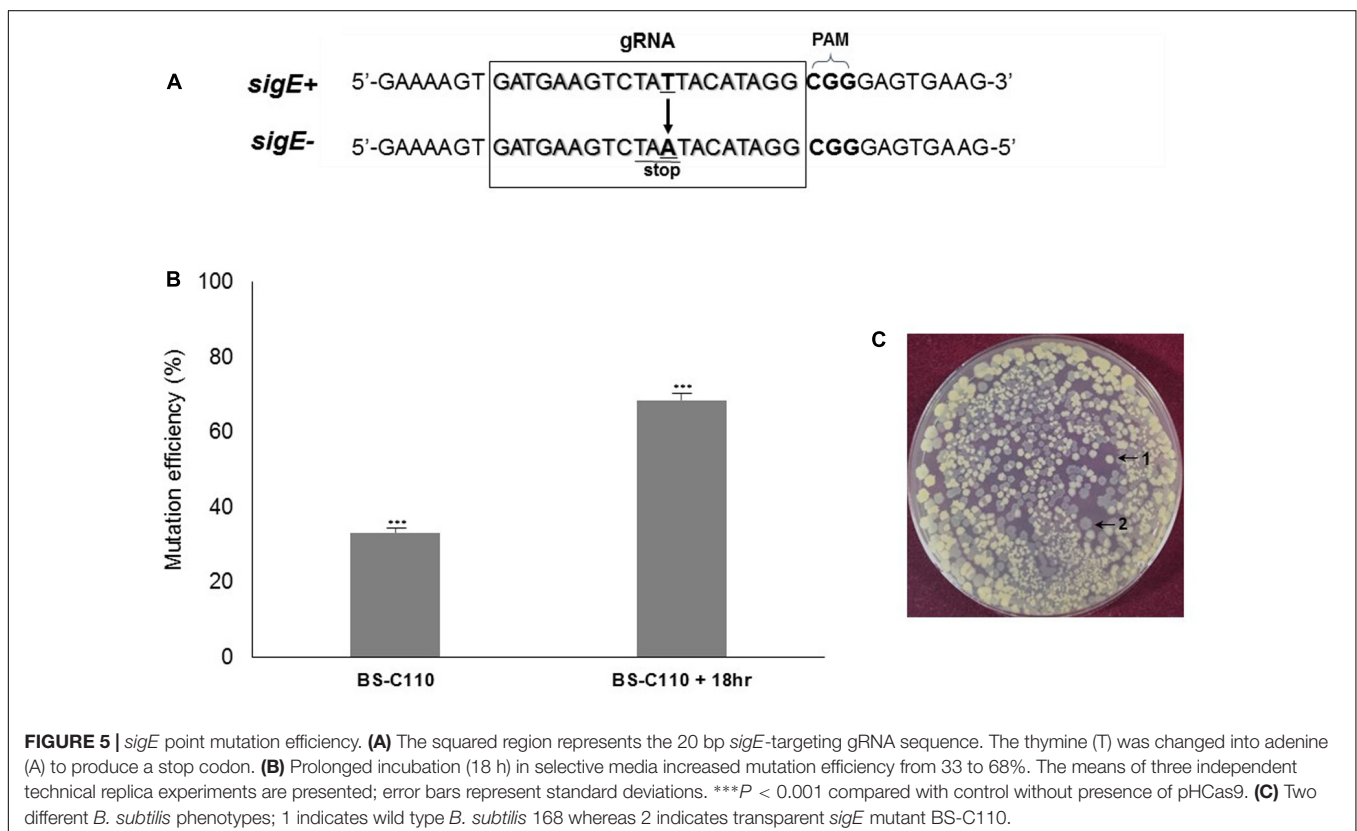 gRNA
PAM
A
sigE+ 5’-GAAAAGT GATGAAGTCTATTACATAGG CGGGAGTGAAG-3’
sigE- 5’-GAAAAGT GATGAAGTCTAATACATAGG CGGGAGTGAAG-5’
stop
B
100
80
60
40
20
0
Mutation efficiency (%)
***
***
BS-C110
BS-C110 + 18hr
C
1
2
FIGURE 5 | sigE point mutation efficiency. (A) The squared region represents the 20 bp sigE-targeting gRNA sequence. The thymine (T) was changed into adenine
(A) to produce a stop codon. (B) Prolonged incubation (18 h) in selective media increased mutation efficiency from 33 to 68%. The means of three independent
technical replica experiments are presented; error bars represent standard deviations. ***P < 0.001 compared with control without presence of pHCas9. (C) Two
different B. subtilis phenotypes; 1 indicates wild type B. subtilis 168 whereas 2 indicates transparent sigE mutant BS-C110.